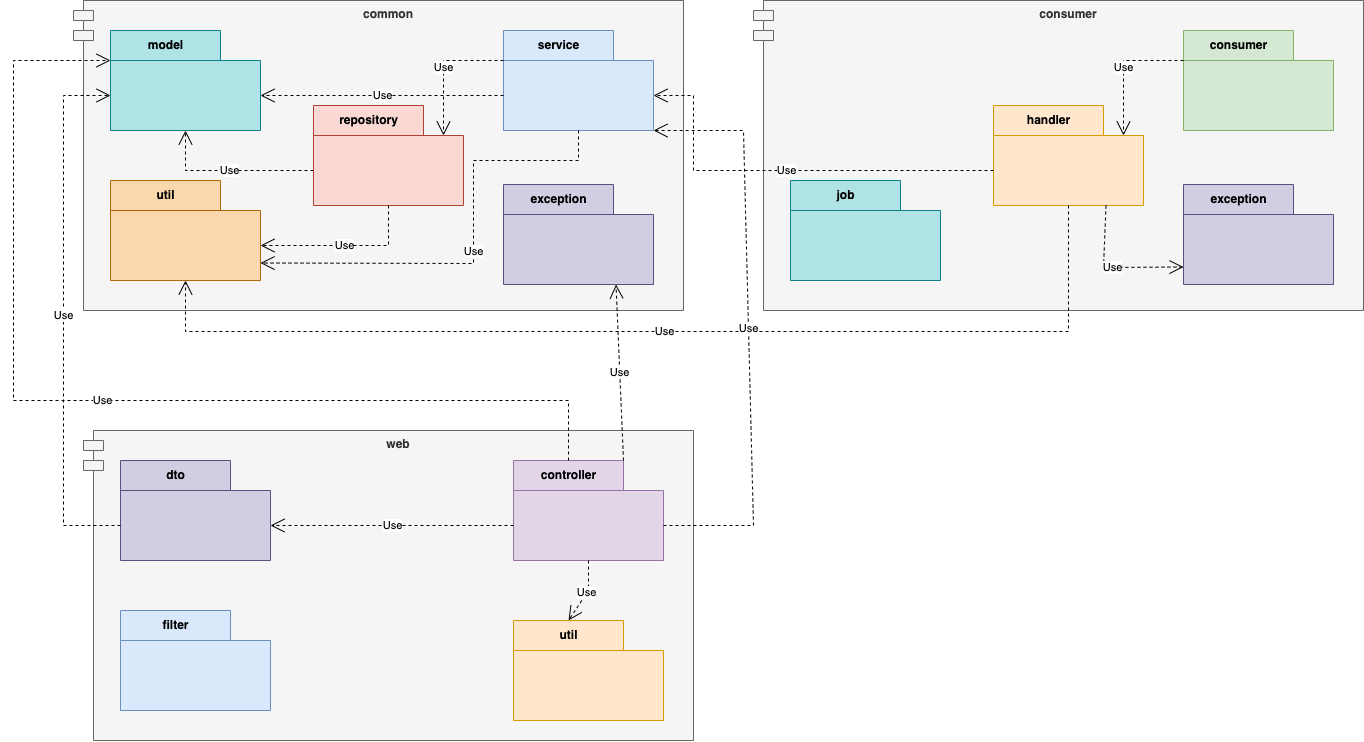 common
consumer
model
service
consumer
Use
Use
Use
repository
handler
Use
Use
util
exception
job
exception
Use
Use
Use
Use
Use
Use
Use
Use
web
dto
controller
Use
Use
filter
util